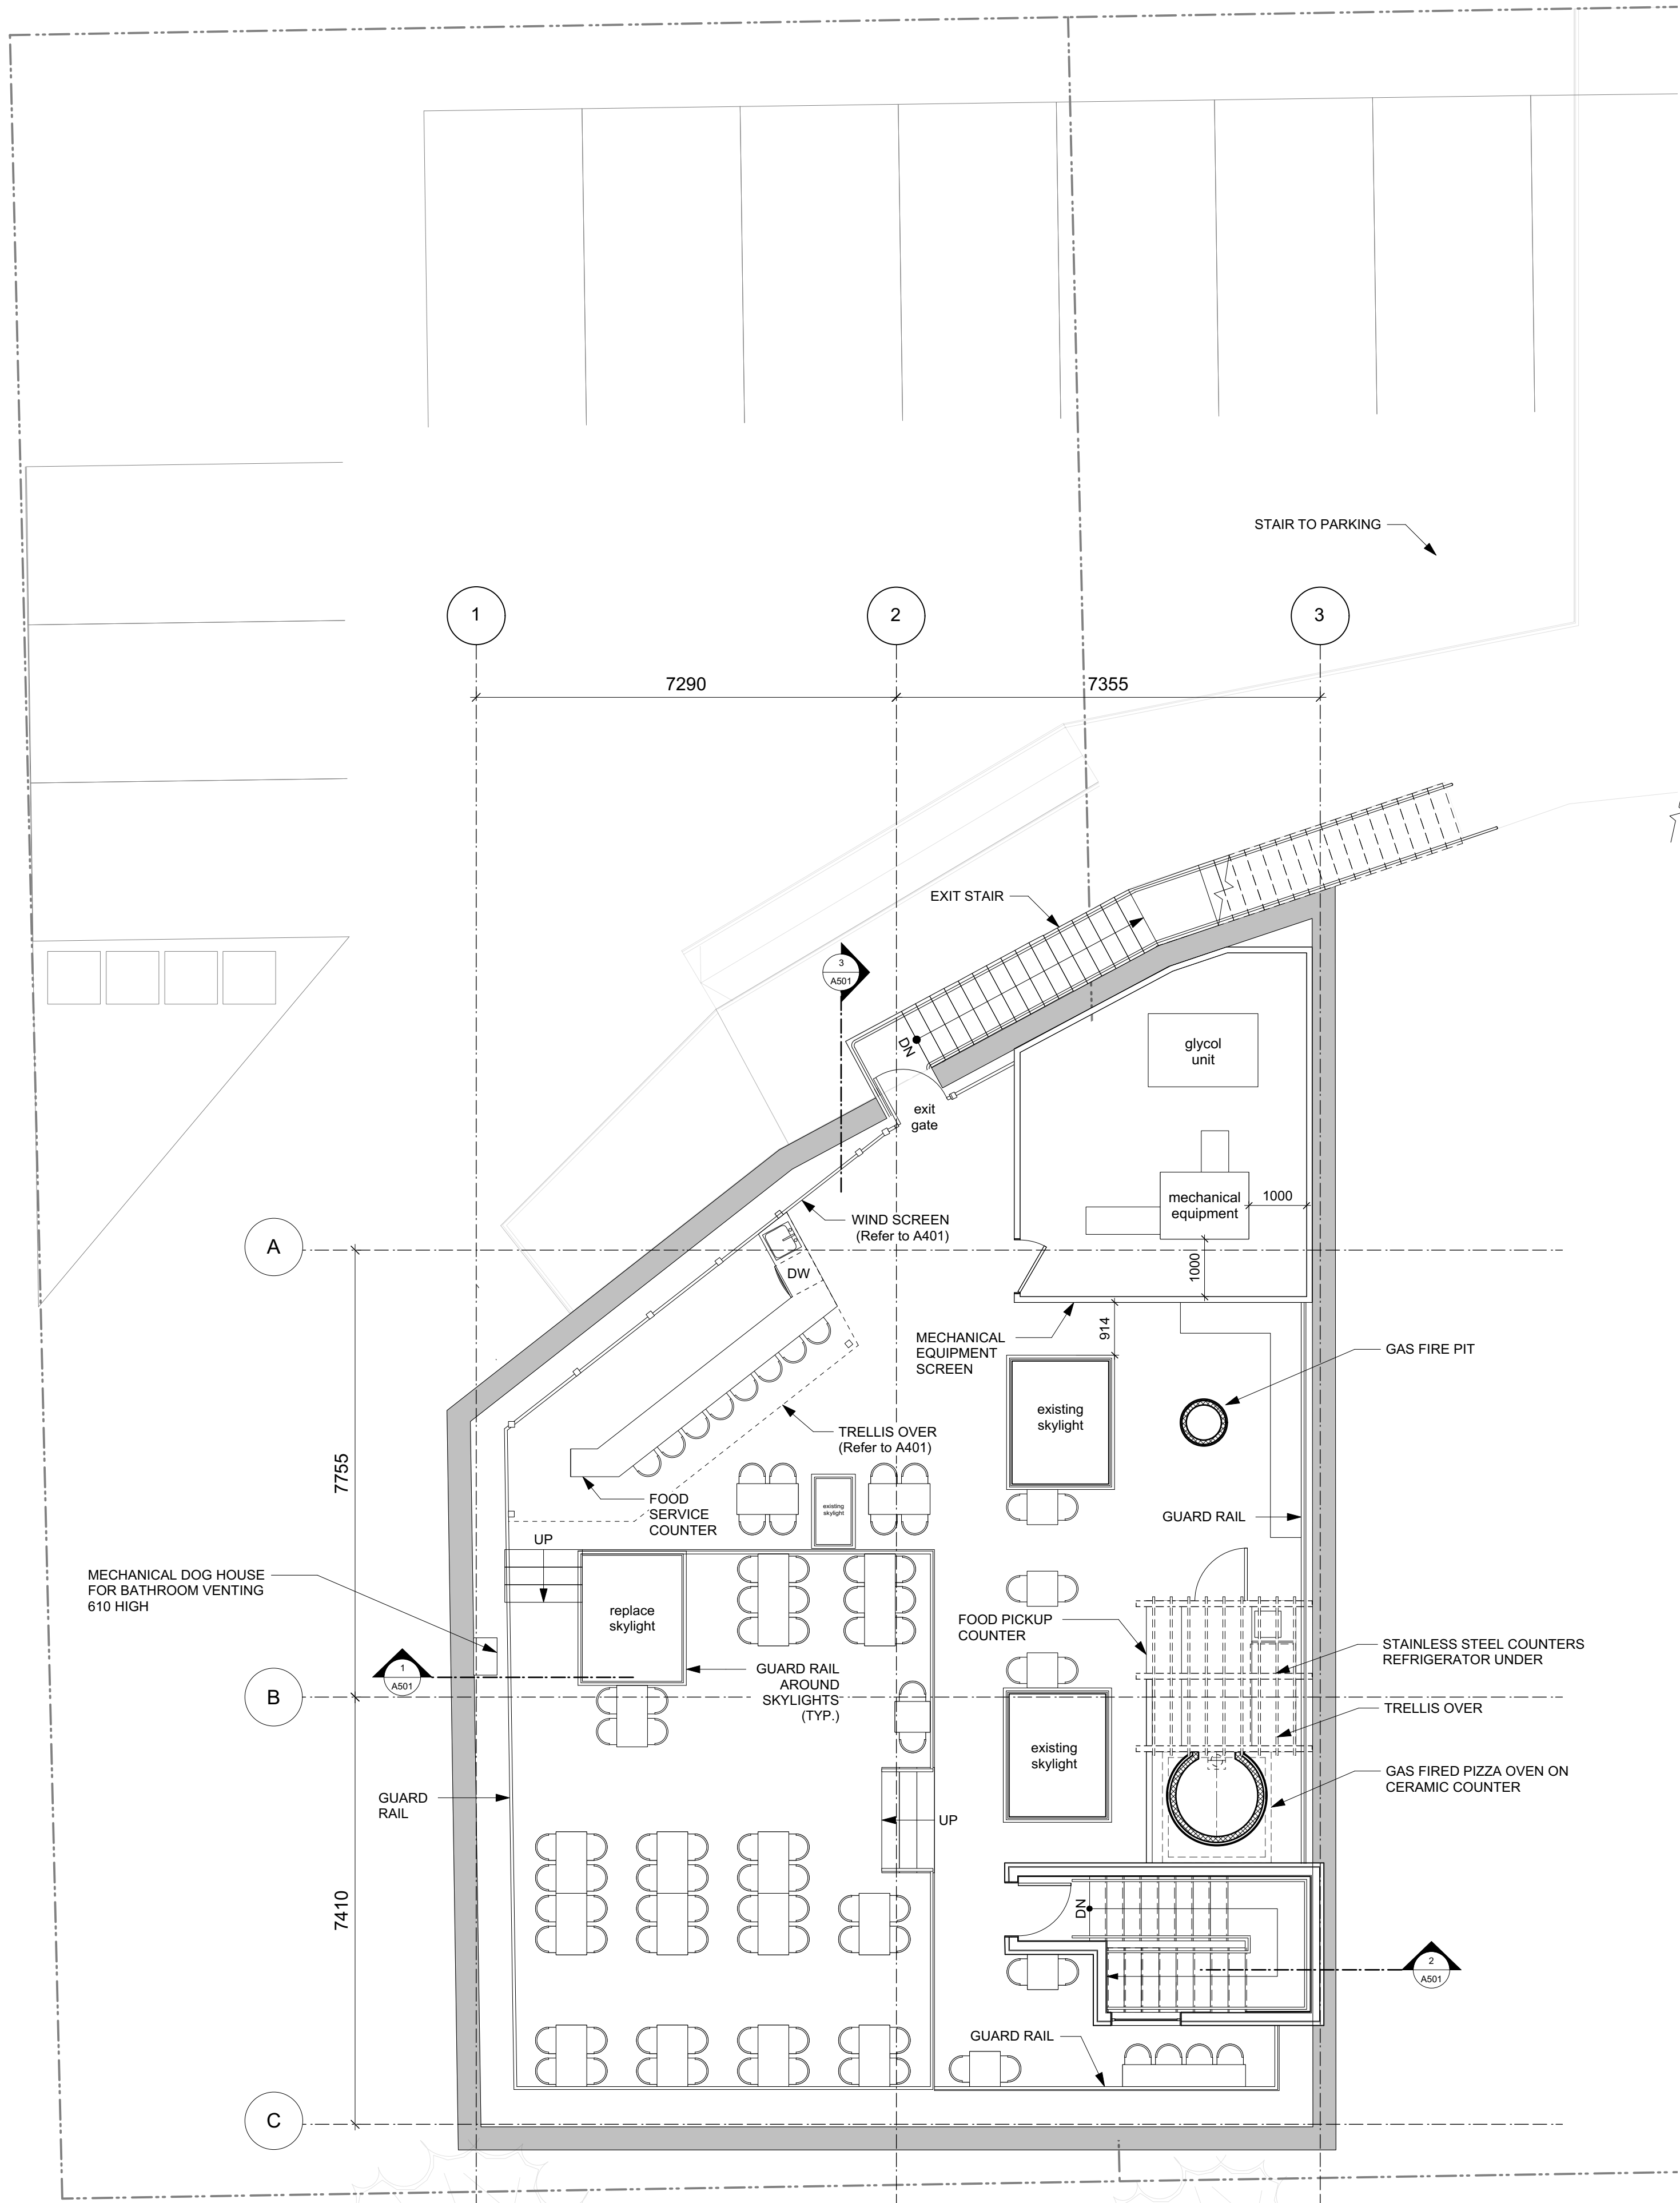 STAIR TO PARKING
1
2
3
7290
7355
EXIT STAIR
3
A501
DN
glycol
unit
exit
gate
mechanical
equipment
1000
1000
WIND SCREEN
(Refer to A401)
A
DW
914
MECHANICAL
EQUIPMENT
SCREEN
GAS FIRE PIT
existing
skylight
TRELLIS OVER
(Refer to A401)
7755
FOOD
SERVICE
COUNTER
existing
skylight
GUARD RAIL
UP
MECHANICAL DOG HOUSE
FOR BATHROOM VENTING
610 HIGH
replace
skylight
FOOD PICKUP
COUNTER
STAINLESS STEEL COUNTERS
REFRIGERATOR UNDER
1
A501
GUARD RAIL
AROUND
SKYLIGHTS
(TYP.)
B
TRELLIS OVER
existing
skylight
GAS FIRED PIZZA OVEN ON
CERAMIC COUNTER
GUARD
RAIL
UP
7410
DN
2
A501
GUARD RAIL
C